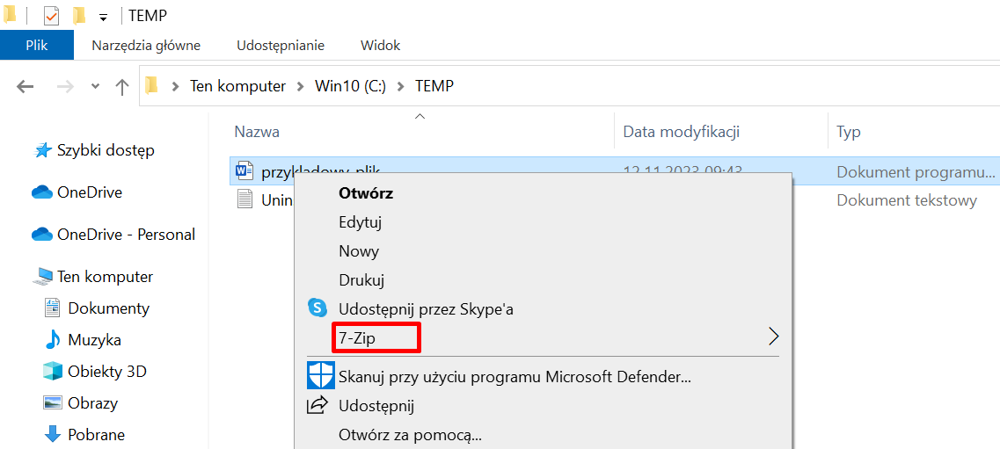 TEMP
Plik Narzędzia główne Udostępnianie Widok
Ten komputer Win10 (C:) TEMP
Nazwa Data modyfikacji Typ
Szybki dostęp
OneDrive
OneDrive - Personal
Ten komputer
Dokumenty
Muzyka
Obiekty 3D
Obrazy
Pobrane
przykladowy-plik 12.11.2023 09:43 Dokument programu...
Unin Dokument tekstowy
Otwórz
Edytuj
Nowy
Drukuj
Udostępnij przez Skype'a
7-Zip
Skanuj przy użyciu programu Microsoft Defender...
Udostępnij
Otwórz za pomocą...